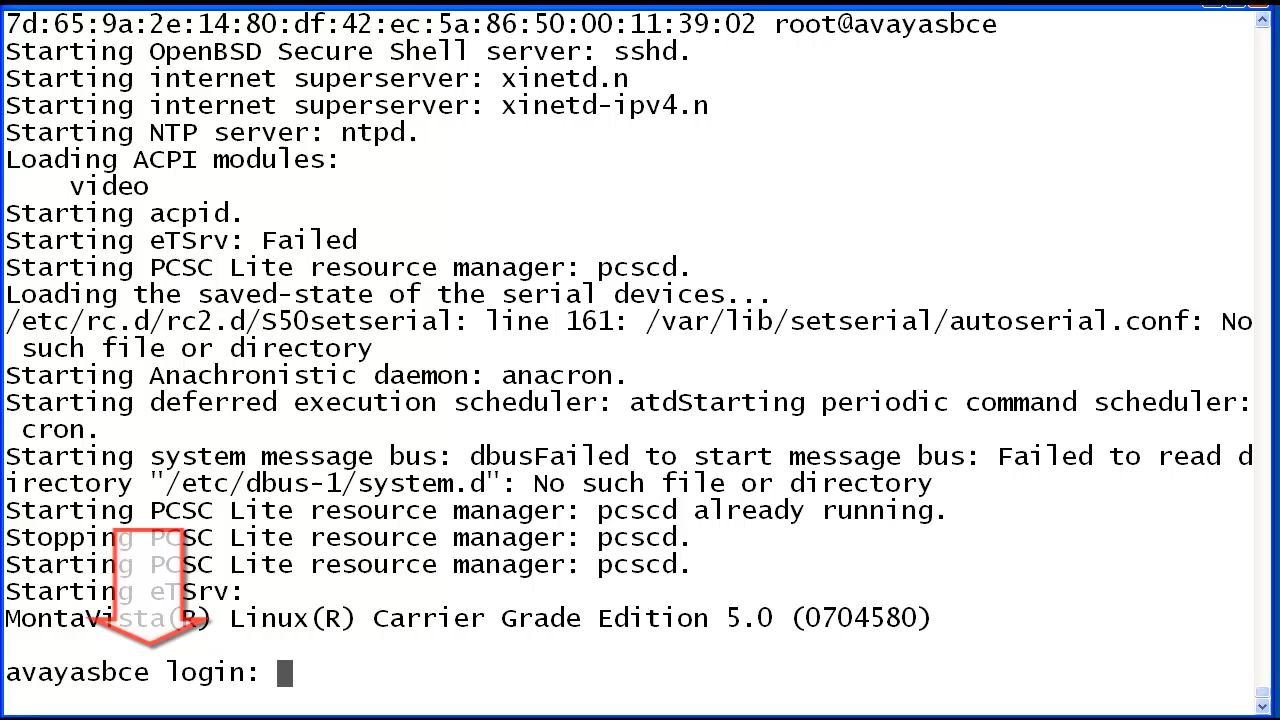 7d:65:9a:2e:14:80:df:42:ec:5a:86:50:00:11:39:02 root@avayasbce
Starting OpenBSD Secure Shell server: sshd.
Starting internet superserver: xinetd.n
Starting internet superserver: xinetd-ipv4.n
Starting NTP server: ntpd.
Loading ACPI modules:
    video
Starting acpid.
Starting eTSrv: Failed
Starting PCSC Lite resource manager: pcscd.
Loading the saved-state of the serial devices...
/etc/rc.d/rc2.d/S50setserial: line 161: /var/lib/setserial/autoserial.conf: No
 such file or directory
Starting Anachronistic daemon: anacron.
Starting deferred execution scheduler: atdStarting periodic command scheduler:
 cron.
Starting system message bus: dbusFailed to start message bus: Failed to read d
irectory "/etc/dbus-1/system.d": No such file or directory
Starting PCSC Lite resource manager: pcscd already running.
Stopping PCSC Lite resource manager: pcscd.
Starting PCSC Lite resource manager: pcscd.
Starting eTSrv:
MontaVista(R) Linux(R) Carrier Grade Edition 5.0 (0704580)
avayasbce login: